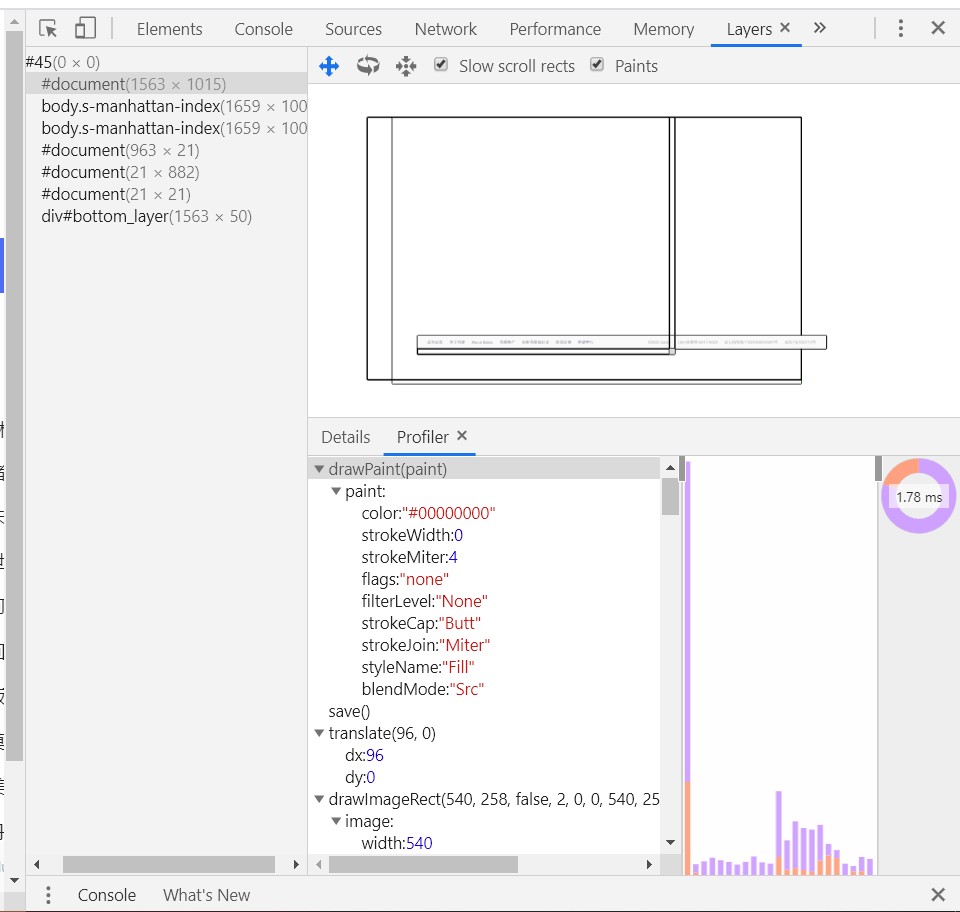 Elements Console Sources Network Performance Memory Layers
#45(0 × 0)
#document(1563 × 1015)
body.s-manhattan-index(1659 × 100
body.s-manhattan-index(1659 × 100
#document(963 × 21)
#document(21 × 882)
#document(21 × 21)
div#bottom_layer(1563 × 50)
Slow scroll rects Paints
Details Profiler
drawPaint(paint)
paint:
color:"#00000000"
strokeWidth:0
strokeMiter:4
flags:"none"
filterLevel:"None"
strokeCap:"Butt"
strokeJoin:"Miter"
styleName:"Fill"
blendMode:"Src"
save()
translate(96, 0)
dx:96
dy:0
drawImageRect(540, 258, false, 2, 0, 0, 540, 25
image:
width:540
1.78 ms
Console What's New